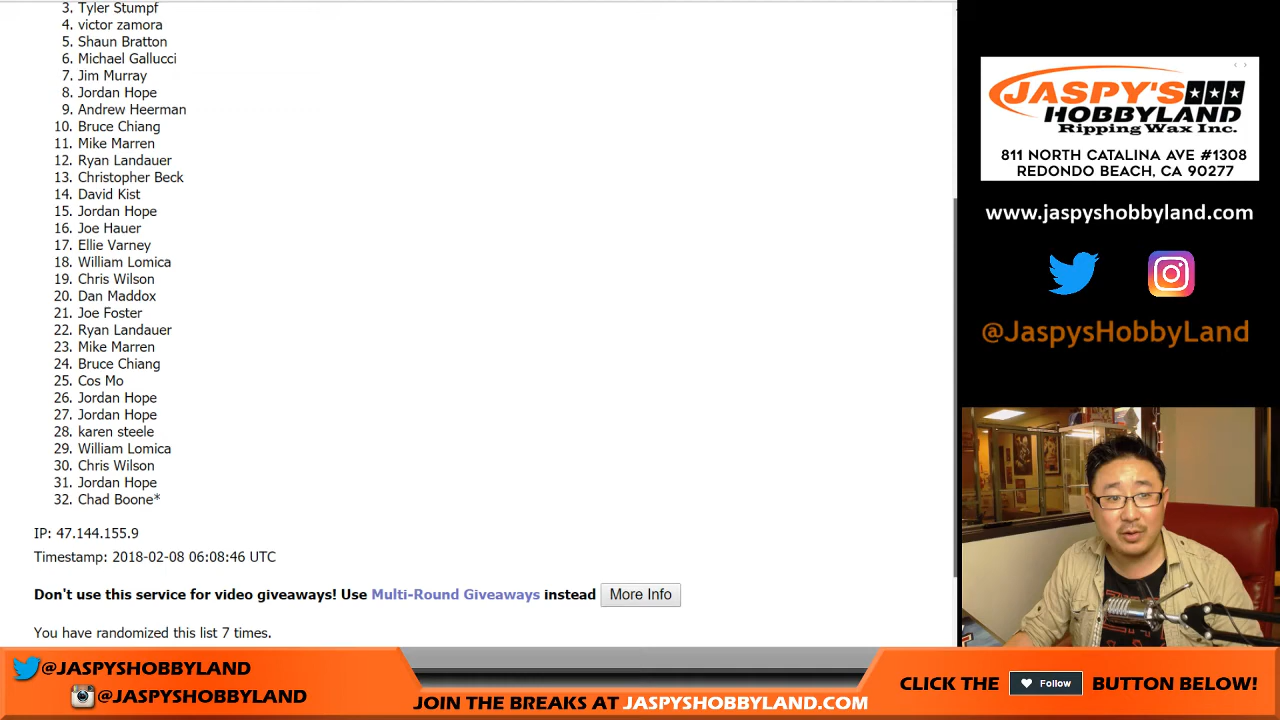 3. Tyler Stumpf
4. victor zamora
5. Shaun Bratton
6. Michael Gallucci
7. Jim Murray
8. Jordan Hope
9. Andrew Heerman
10. Bruce Chiang
11. Mike Marren
12. Ryan Landauer
13. Christopher Beck
14. David Kist
15. Jordan Hope
16. Joe Hauer
17. Ellie Varney
18. William Lomica
19. Chris Wilson
20. Dan Maddox
21. Joe Foster
22. Ryan Landauer
23. Mike Marren
24. Bruce Chiang
25. Cos Mo
26. Jordan Hope
27. Jordan Hope
28. karen steele
29. William Lomica
30. Chris Wilson
31. Jordan Hope
32. Chad Boone*
IP: 47.144.155.9
Timestamp: 2018-02-08 06:08:46 UTC
Don't use this service for video giveaways! Use Multi-Round Giveaways instead More Info
You have randomized this list 7 times.
JASPY'S
HOBBYLAND
Ripping Wax Inc.
811 NORTH CATALINA AVE #1308
REDONDO BEACH, CA 90277
www.jaspyshobbyland.com
@JaspysHobbyLand
@JASPYSHOBBYLAND
@JASPYSHOBBYLAND
JOIN THE BREAKS AT JASPYSHOBBYLAND.COM
CLICK THE Follow BUTTON BELOW!